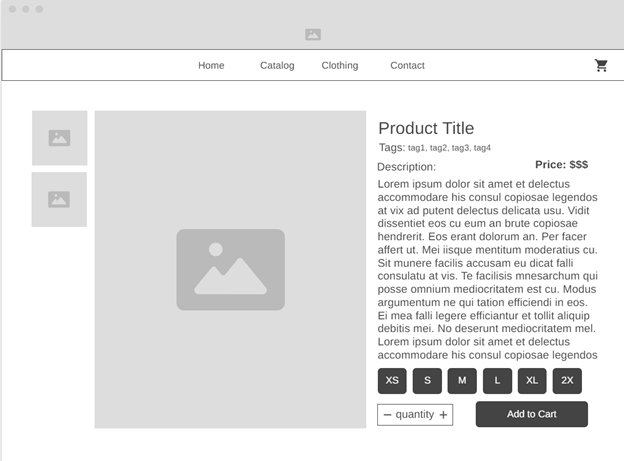 Home Catalog Clothing Contact
Product Title
Tags: tag1, tag2, tag3, tag4
Description:
Price: $$$
Lorem ipsum dolor sit amet et delectus
accommodare his consul copiosae legendos
at vix ad putent delectus delicata usu. Vidit
dissentiet eos cu eum an brute copiosae
hendrerit. Eos erant dolorum an. Per facer
affert ut. Mei iisque mentitum moderatius cu.
Sit munere facilis accusam eu dicat falli
consulatu at vis. Te facilisis mnesarchum qui
posse omnium mediocritatem est cu. Modus
argumentum ne qui tation efficiendi in eos.
Ei mea falli legere efficiantur et tollit aliquip
debitis mei. No deserunt mediocritatem mel.
Lorem ipsum dolor sit amet et delectus
accommodare his consul copiosae legendos
XS S M L XL 2X
− quantity + Add to Cart